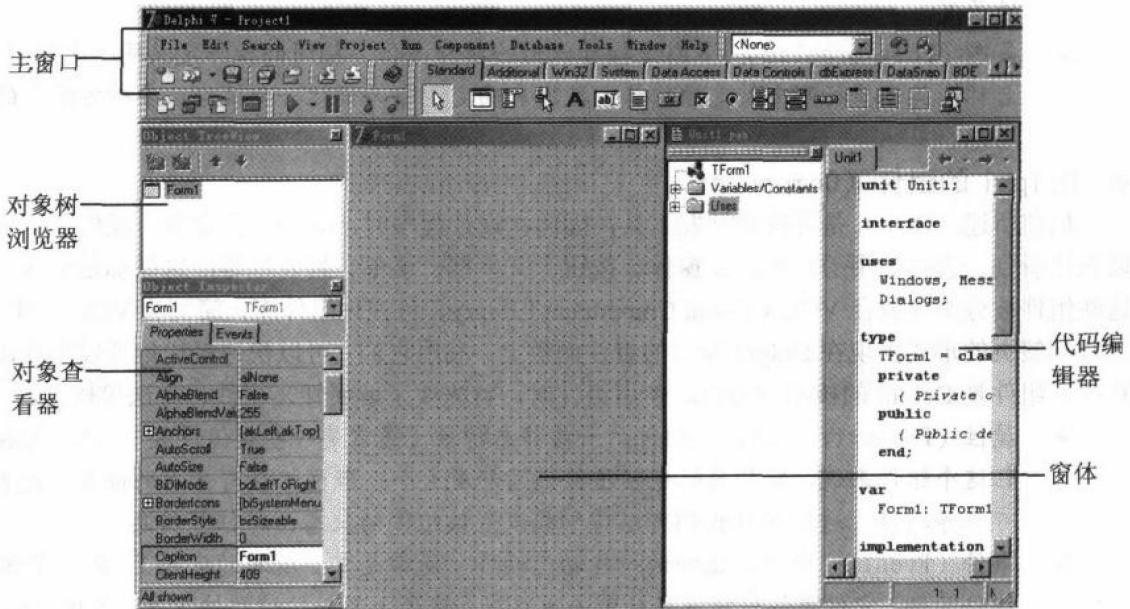 Delphi 7 - Project1
File Edit Search View Project Run Component Database Tools Window Help
<None>
主窗口
Standard Additional Win32 System Data Access Data Controls dbExpress DataSnap BDE
Object TreeView
Form1
Unit1.pas
Form1
TForm1
Variables/Constants
Uses
Unit1
unit Unit1;
interface
uses
Windows, Mess
Dialogs;
type
TForm1 = clas
private
{ Private c
public
{ Public de
end;
var
Form1: TForm1
implementation
1: 1
对象树
浏览器
Object Inspector
Form1 TForm1
Properties Events
ActiveControl
Align alNone
AlphaBlend False
AlphaBlendVal 255
Anchors [akLeft,akTop]
AutoScroll True
AutoSize False
BiDiMode bdLeftToRight
BorderIcons [biSystemMenu
BorderStyle bsSizeable
BorderWidth 0
Caption Form1
ClientHeight 409
All shown
对象查
看器
代码编
辑器
窗体